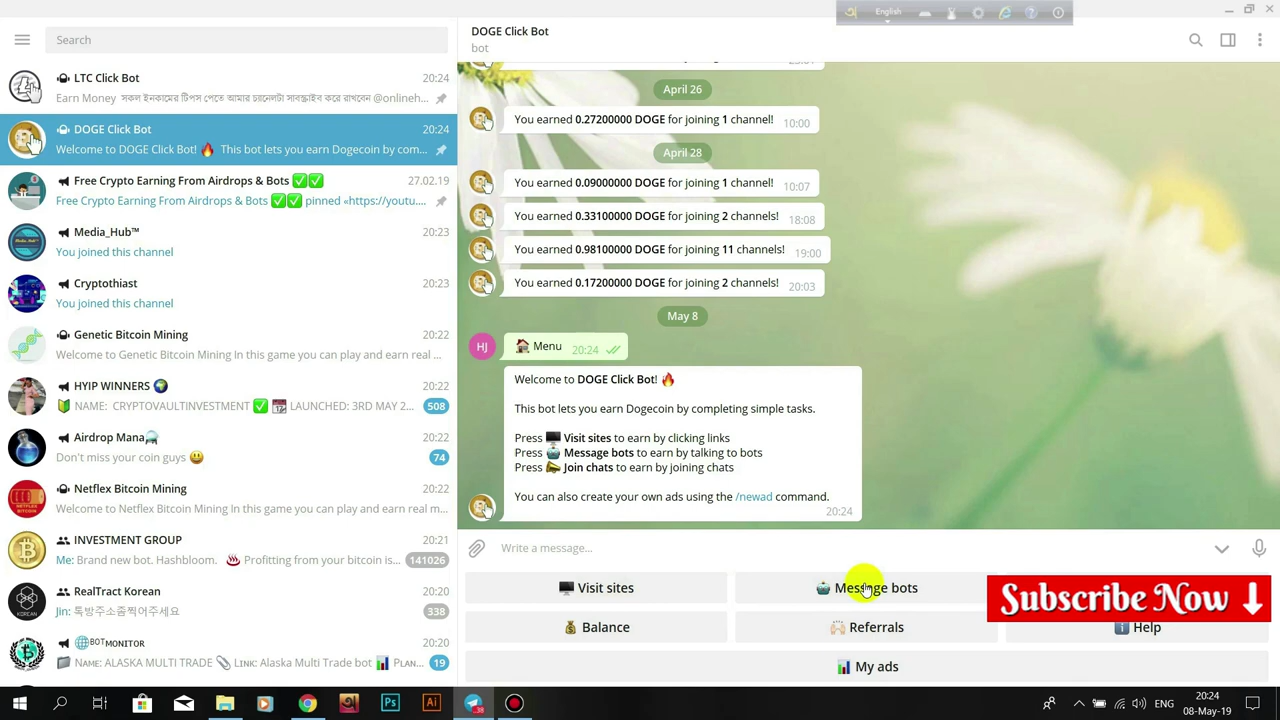 English
Search
LTC Click Bot 20:24
Earn Money সকল ইনকামের টিপস পেতে আমার চ্যানেলটা সাবস্ক্রাইব করে রাখবেন @onlineh...
DOGE Click Bot 20:24
Welcome to DOGE Click Bot! 🔥 This bot lets you earn Dogecoin by com...
Free Crypto Earning From Airdrops & Bots ✅✅ 27.02.19
Free Crypto Earning From Airdrops & Bots ✅✅ pinned «https://youtu....
Media_Hub™ 20:23
You joined this channel
Cryptothiast 20:23
You joined this channel
Genetic Bitcoin Mining 20:22
Welcome to Genetic Bitcoin Mining In this game you can play and earn real ...
HYIP WINNERS 🌍 20:22
🔰 NAME: CRYPTOVAULTINVESTMENT ✅ 📆 LAUNCHED: 3RD MAY 2... 508
Airdrop Mana 20:22
Don't miss your coin guys 😃 74
Netflex Bitcoin Mining 20:22
Welcome to Netflex Bitcoin Mining In this game you can play and earn real m...
INVESTMENT GROUP 20:21
Me: Brand new bot. Hashbloom. ♨️ Profitting from your bitcoin is... 141026
RealTract Korean 20:20
Jin: 톡방주소좀찍어주세요 338
🌐BOTMONITOR 20:20
NAME: ALASKA MULTI TRADE 📎 LINK: Alaska Multi Trade bot 📊 PLAN... 19
DOGE Click Bot
bot
April 26
You earned 0.27200000 DOGE for joining 1 channel! 10:00
April 28
You earned 0.09000000 DOGE for joining 1 channel! 10:07
You earned 0.33100000 DOGE for joining 2 channels! 18:08
You earned 0.98100000 DOGE for joining 11 channels! 19:00
You earned 0.17200000 DOGE for joining 2 channels! 20:03
May 8
HJ 🏠 Menu 20:24
Welcome to DOGE Click Bot! 🔥
This bot lets you earn Dogecoin by completing simple tasks.
Press 🖥 Visit sites to earn by clicking links
Press 🤖 Message bots to earn by talking to bots
Press 📣 Join chats to earn by joining chats
You can also create your own ads using the /newad command.
20:24
Write a message...
🖥 Visit sites 🤖 Message bots
Subscribe Now
💰 Balance 🙌🏻 Referrals ℹ️ Help
📊 My ads
Ps Ai 38 ENG 20:24
08-May-19